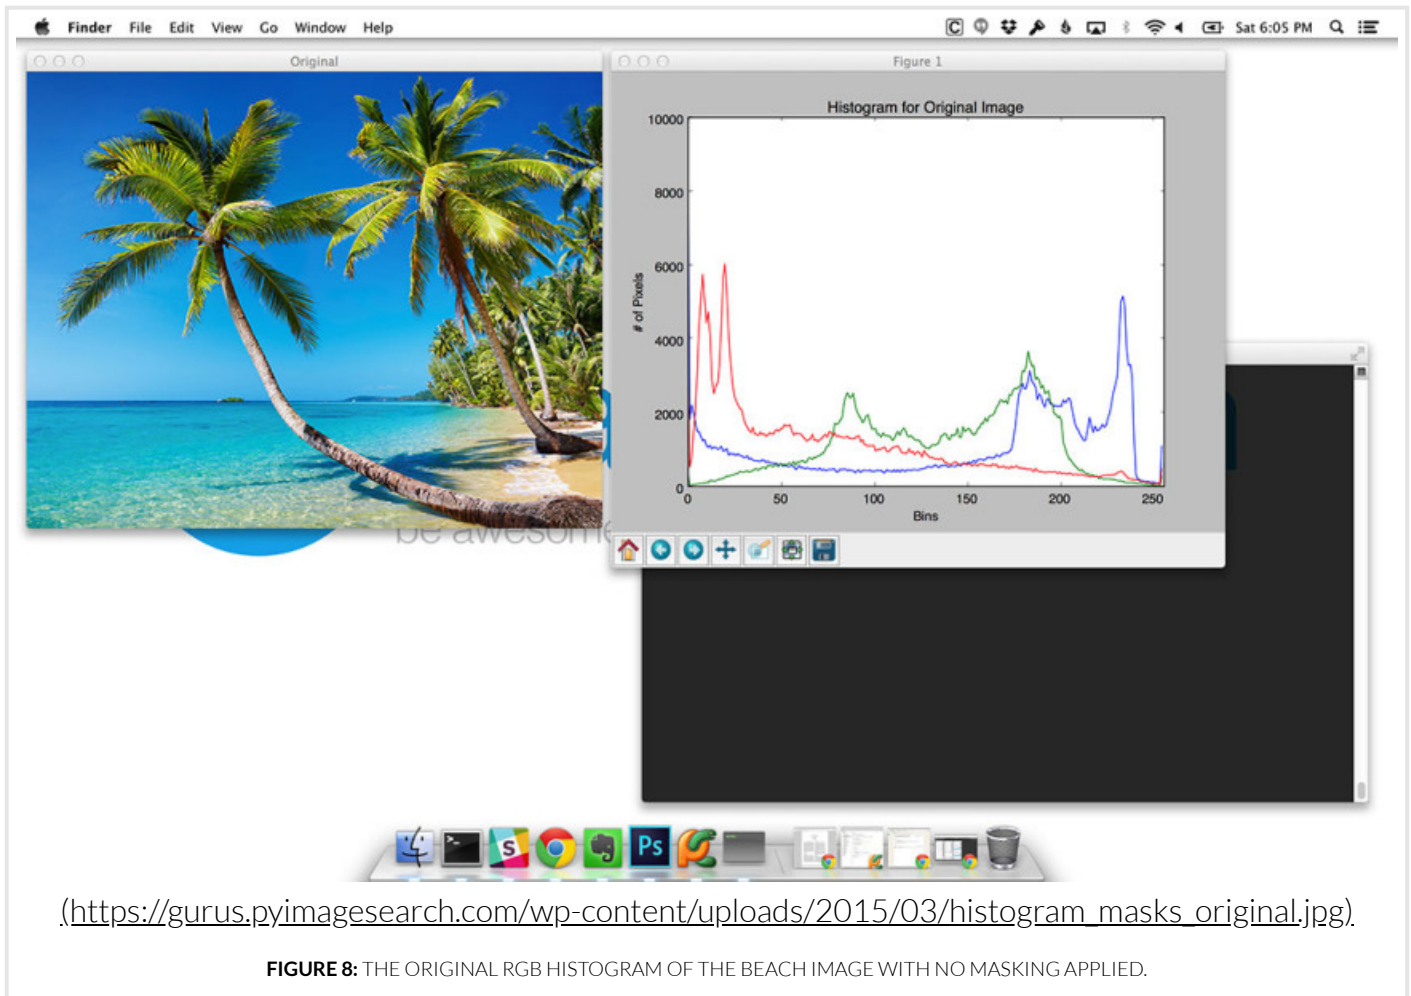 Finder File Edit View Go Window Help
Sat 6:05 PM
Original
Figure 1
Histogram for Original Image
10000
8000
6000
4000
2000
0
# of Pixels
0 50 100 150 200 250
Bins
be awesome
Ps
(https://gurus.pyimagesearch.com/wp-content/uploads/2015/03/histogram_masks_original.jpg)
FIGURE 8: THE ORIGINAL RGB HISTOGRAM OF THE BEACH IMAGE WITH NO MASKING APPLIED.